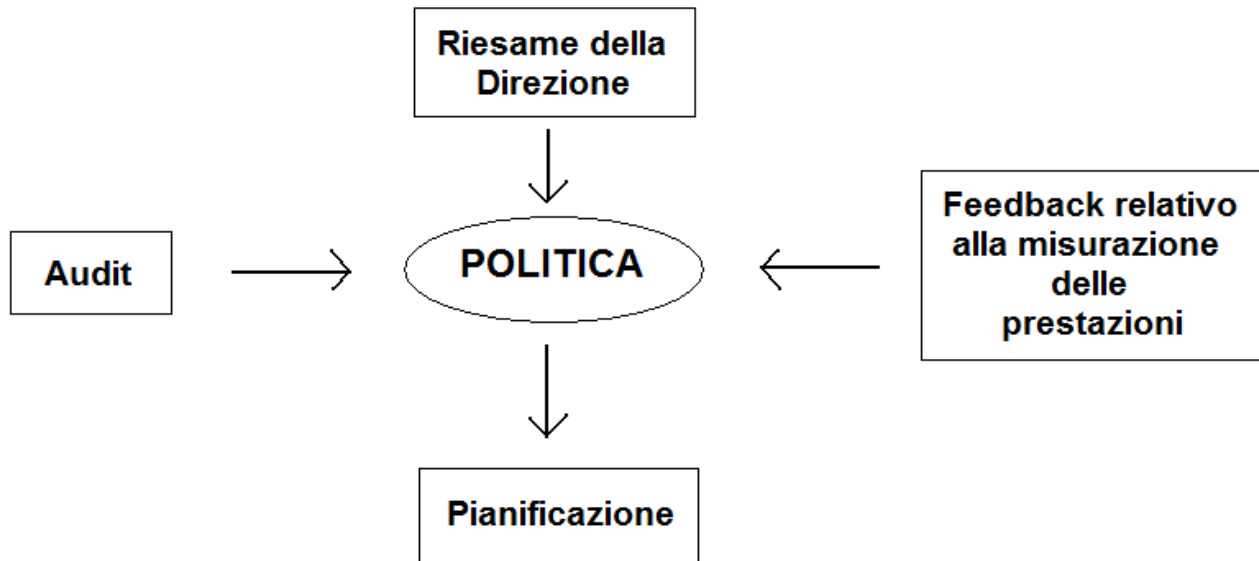 Riesame della
Direzione
Audit
POLITICA
Feedback relativo
alla misurazione
delle
prestazioni
Pianificazione